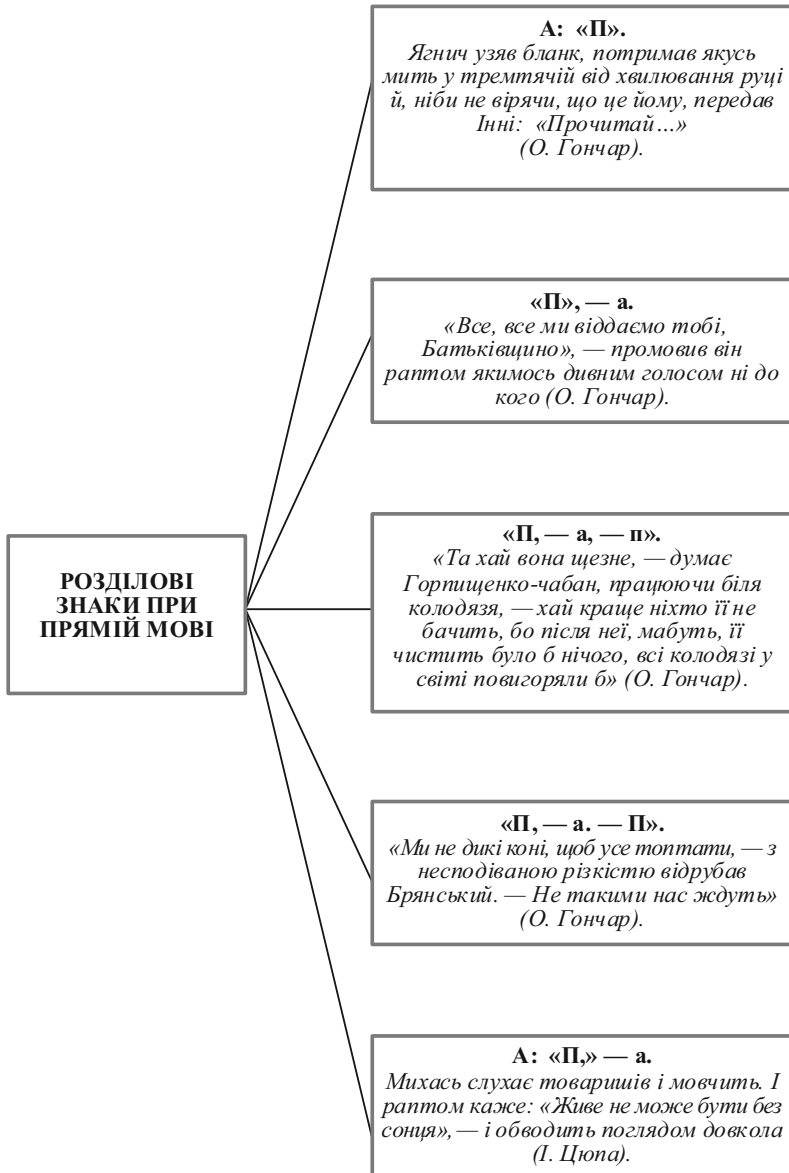 А: «П».
Ягнич узяв бланк, потримав якусь
мить у тремтячій від хвилювання руці
й, ніби не вірячи, що це йому, передав
Інні: «Прочитай...»
(О. Гончар).
«П», — а.
«Все, все ми віддаємо тобі,
Батьківщино», — промовив він
раптом якимось дивним голосом ні до
кого (О. Гончар).
РОЗДІЛОВІ
ЗНАКИ ПРИ
ПРЯМІЙ МОВІ
«П, — а, — п».
«Та хай вона щезне, — думає
Горпищенко-чабан, працюючи біля
колодязя, — хай краще ніхто її не
бачить, бо після неї, мабуть, її
чистить було б нічого, всі колодязі у
світі повигоряли б» (О. Гончар).
«П, — а. — П».
«Ми не дикі коні, щоб усе топтати, — з
несподіваною різкістю відрубав
Брянський. — Не такими нас ждуть»
(О. Гончар).
А: «П,» — а.
Михась слухає товаришів і мовчить. І
раптом каже: «Живе не може бути без
сонця», — і обводить поглядом довкола
(І. Цюпа).